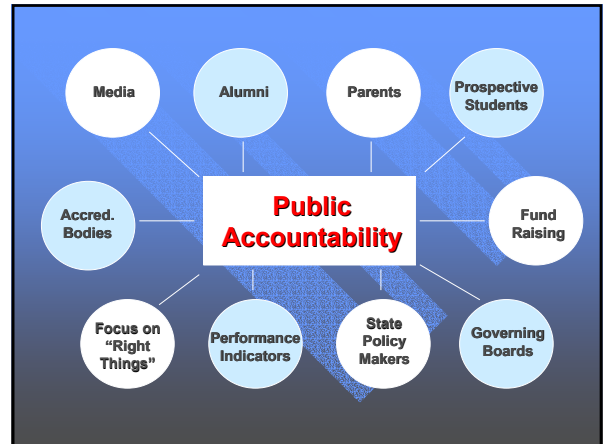 Media
Alumni
Parents
Prospective
Students
Accred.
Bodies
Public
Accountability
Fund
Raising
Focus on
“Right
Things”
Performance
Indicators
State
Policy
Makers
Governing
Boards